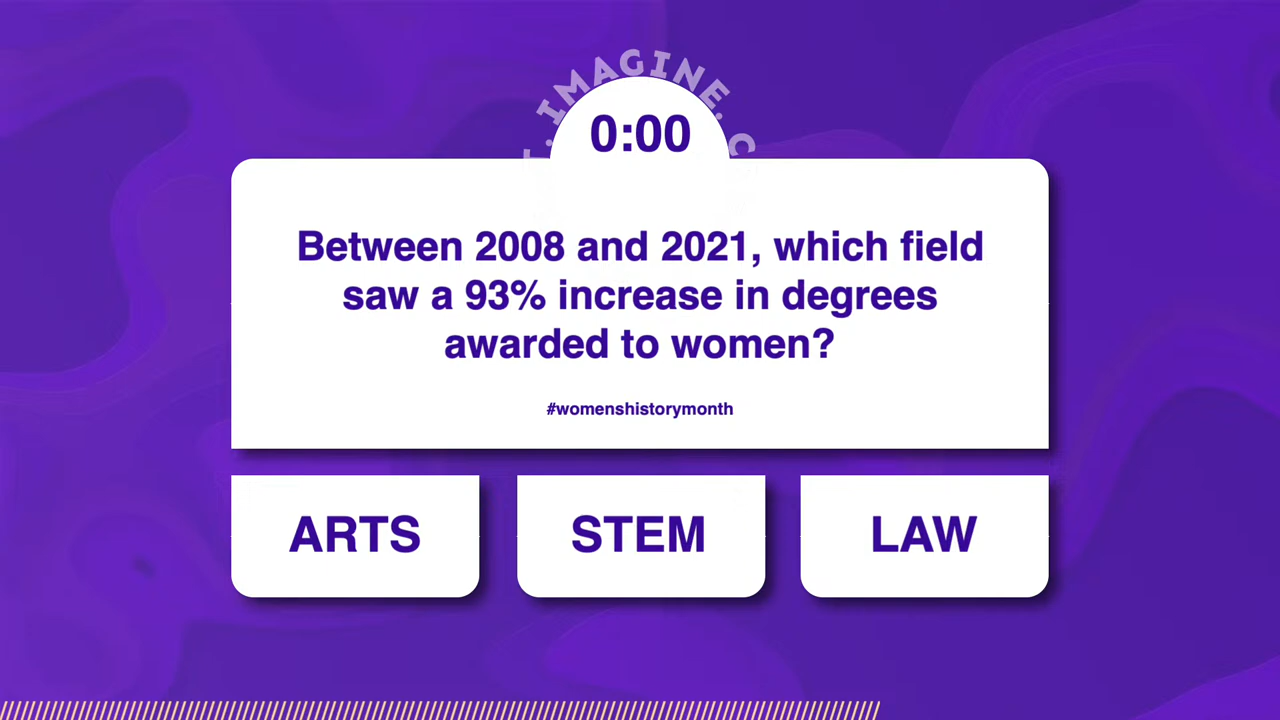 .IMAGINE.C
0:00
Between 2008 and 2021, which field
saw a 93% increase in degrees
awarded to women?
#womenshistorymonth
ARTS
STEM
LAW